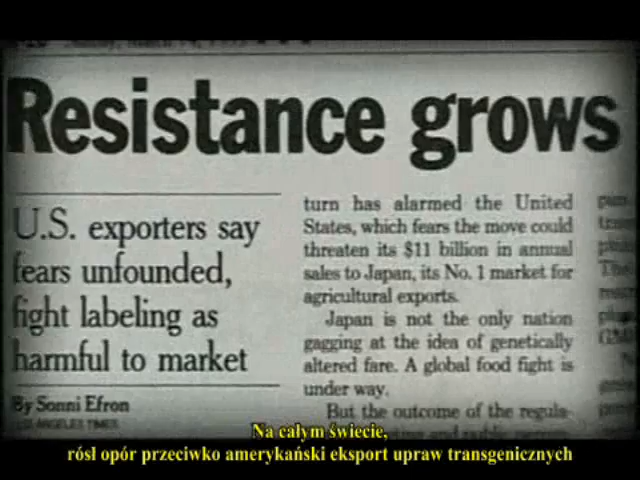 Resistance grows
U.S. exporters say
fears unfounded,
fight labeling as
harmful to market
By Sonni Efron
LOS ANGELES TIMES
turn has alarmed the United
States, which fears the move could
threaten its $11 billion in annual
sales to Japan, its No. 1 market for
agricultural exports.
Japan is not the only nation
gagging at the idea of genetically
altered fare. A global food fight is
under way.
But the outcome of the regula-
Na całym świecie,
rósł opór przeciwko amerykański eksport upraw transgenicznych